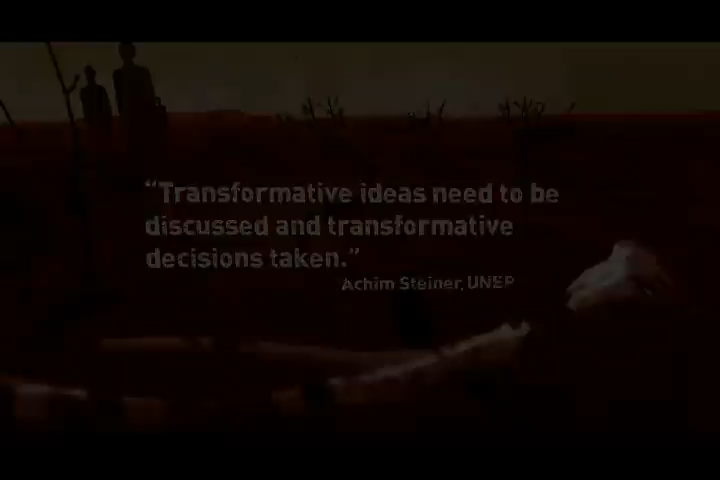 “Transformative ideas need to be
discussed and transformative
decisions taken.”
Achim Steiner, UNEP